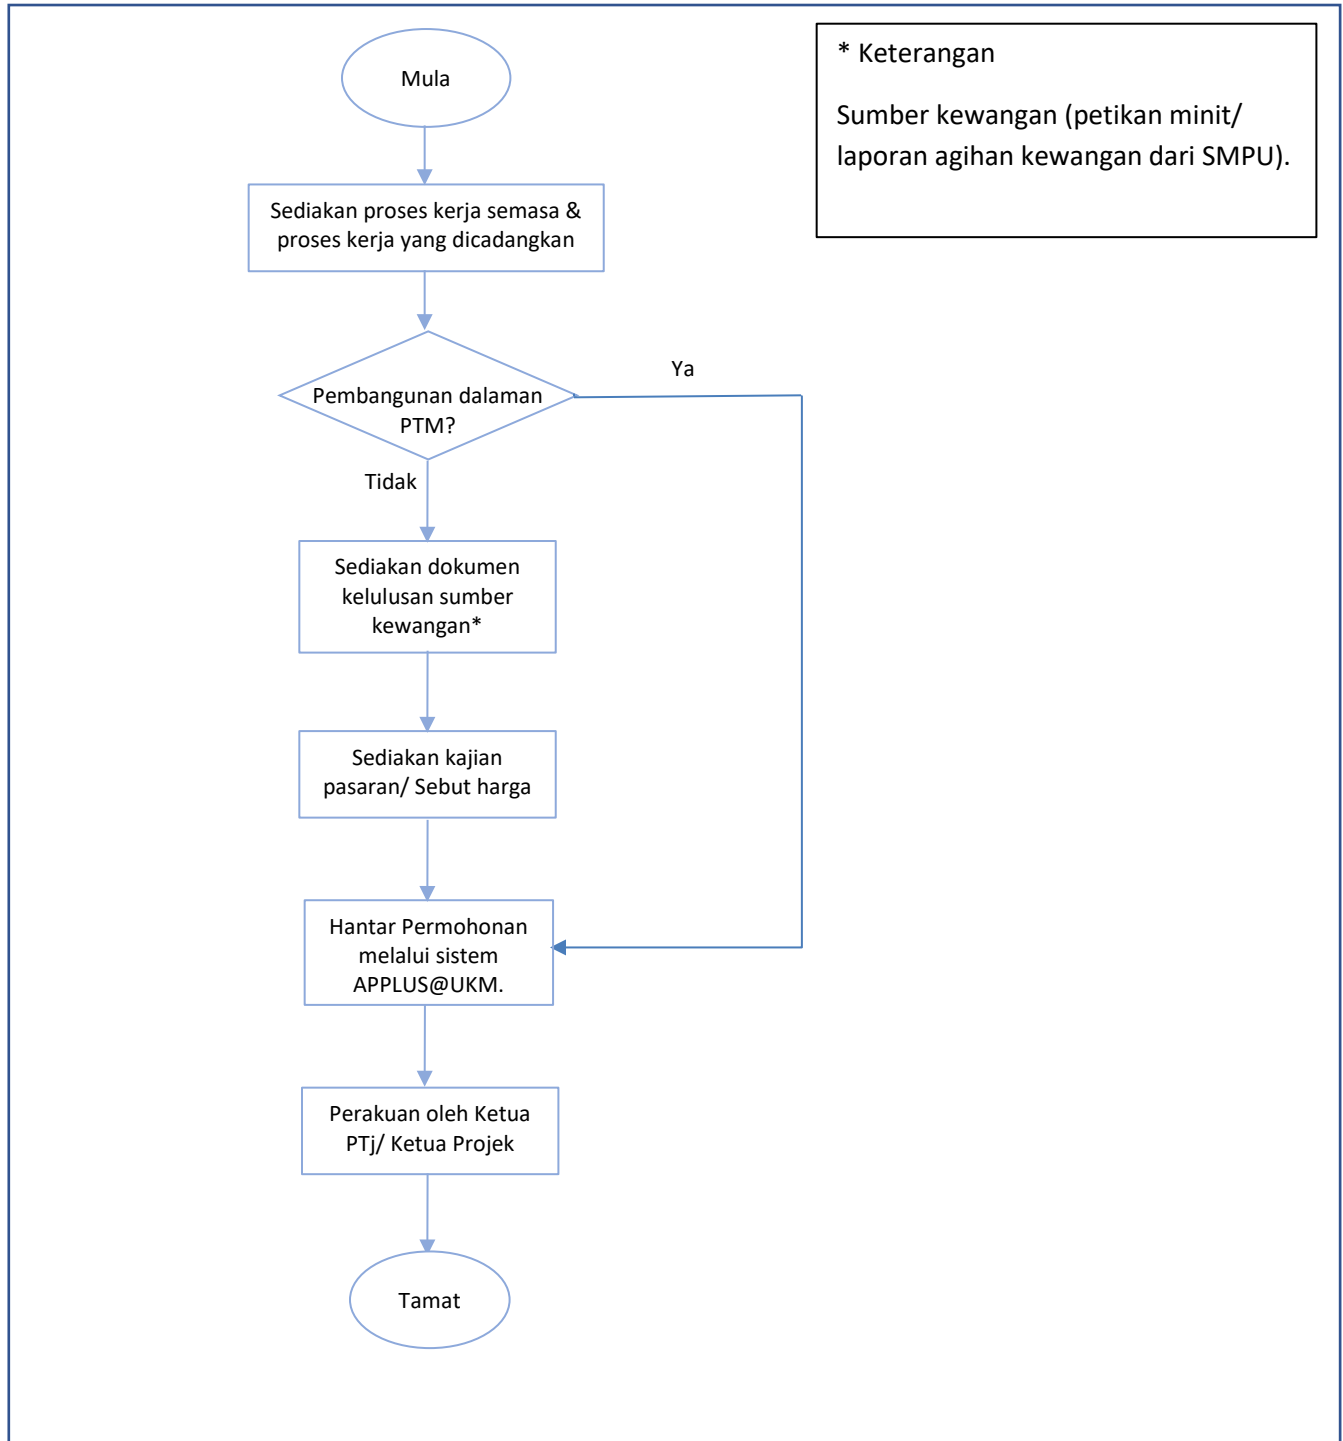 Mula
* Keterangan
Sumber kewangan (petikan minit/
laporan agihan kewangan dari SMPU).
Sediakan proses kerja semasa &
proses kerja yang dicadangkan
Pembangunan dalaman
PTM?
Ya
Tidak
Sediakan dokumen
kelulusan sumber
kewangan*
Sediakan kajian
pasaran/ Sebut harga
Hantar Permohonan
melalui sistem
APPLUS@UKM.
Perakuan oleh Ketua
PTj/ Ketua Projek
Tamat